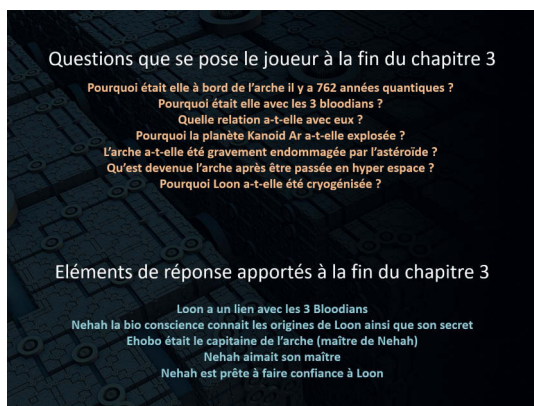 Questions que se pose le joueur à la fin du chapitre 3
Pourquoi était elle à bord de l'arche il y a 762 années quantiques ?
Pourquoi était elle avec les 3 bloodians ?
Quelle relation a-t-elle avec eux ?
Pourquoi la planète Kanoid Ar a-t-elle explosée ?
L'arche a-t-elle été gravement endommagée par l'astéroïde ?
Qu'est devenue l'arche après être passée en hyper espace ?
Pourquoi Loon a-t-elle été cryogénisée ?
Eléments de réponse apportés à la fin du chapitre 3
Loon a un lien avec les 3 Bloodians
Nehah la bio conscience connait les origines de Loon ainsi que son secret
Ehobo était le capitaine de l'arche (maître de Nehah)
Nehah aimait son maître
Nehah est prête à faire confiance à Loon